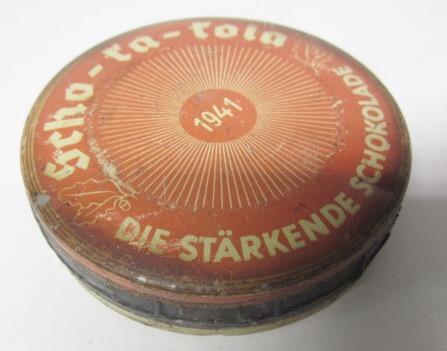 Scho-ka-kola
1941
DIE STÄRKENDE SCHOKOLADE